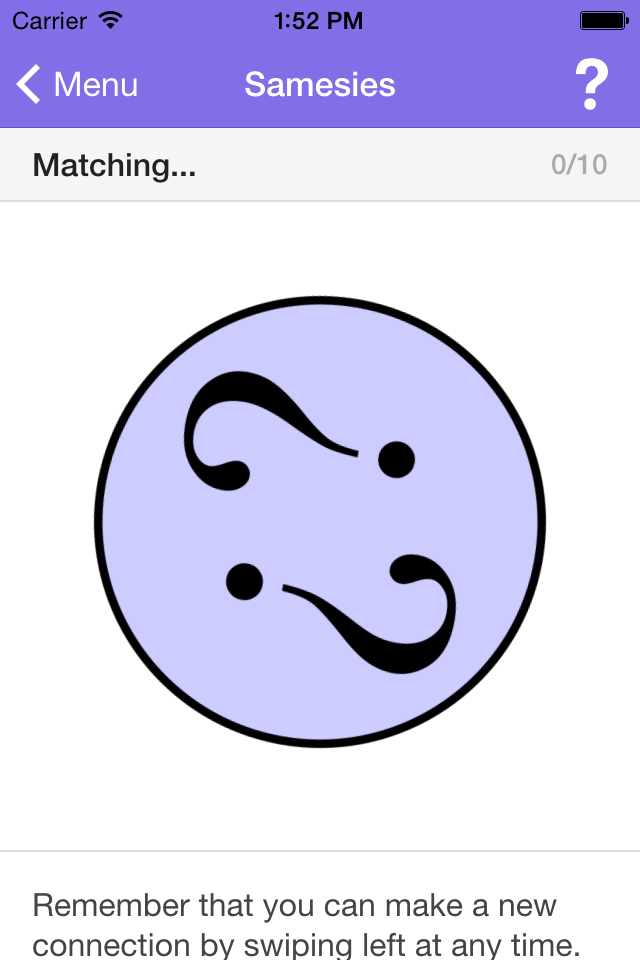 Carrier 1:52 PM
Menu Samesies ?
Matching... 0/10
? ?
Remember that you can make a new
connection by swiping left at any time.